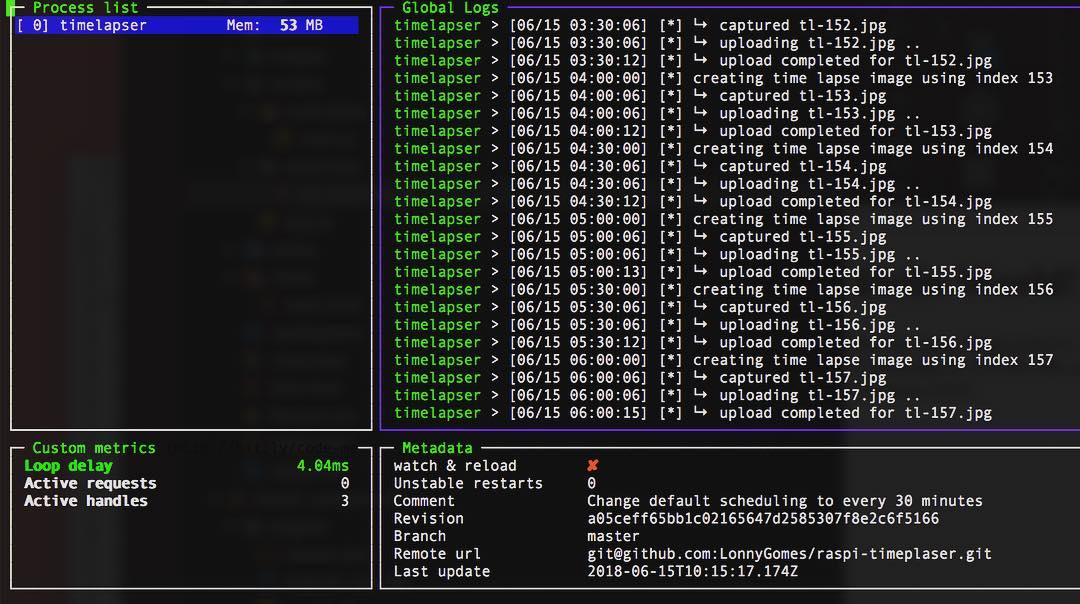 Process list
[ 0] timelapser Mem: 53 MB
Global Logs
timelapser > [06/15 03:30:06] [*] ↳ captured tl-152.jpg
timelapser > [06/15 03:30:06] [*] ↳ uploading tl-152.jpg ..
timelapser > [06/15 03:30:12] [*] ↳ upload completed for tl-152.jpg
timelapser > [06/15 04:00:00] [*] creating time lapse image using index 153
timelapser > [06/15 04:00:06] [*] ↳ captured tl-153.jpg
timelapser > [06/15 04:00:06] [*] ↳ uploading tl-153.jpg ..
timelapser > [06/15 04:00:12] [*] ↳ upload completed for tl-153.jpg
timelapser > [06/15 04:30:00] [*] creating time lapse image using index 154
timelapser > [06/15 04:30:06] [*] ↳ captured tl-154.jpg
timelapser > [06/15 04:30:06] [*] ↳ uploading tl-154.jpg ..
timelapser > [06/15 04:30:12] [*] ↳ upload completed for tl-154.jpg
timelapser > [06/15 05:00:00] [*] creating time lapse image using index 155
timelapser > [06/15 05:00:06] [*] ↳ captured tl-155.jpg
timelapser > [06/15 05:00:06] [*] ↳ uploading tl-155.jpg ..
timelapser > [06/15 05:00:13] [*] ↳ upload completed for tl-155.jpg
timelapser > [06/15 05:30:00] [*] creating time lapse image using index 156
timelapser > [06/15 05:30:06] [*] ↳ captured tl-156.jpg
timelapser > [06/15 05:30:06] [*] ↳ uploading tl-156.jpg ..
timelapser > [06/15 05:30:12] [*] ↳ upload completed for tl-156.jpg
timelapser > [06/15 06:00:00] [*] creating time lapse image using index 157
timelapser > [06/15 06:00:06] [*] ↳ captured tl-157.jpg
timelapser > [06/15 06:00:06] [*] ↳ uploading tl-157.jpg ..
timelapser > [06/15 06:00:15] [*] ↳ upload completed for tl-157.jpg
Custom metrics
Loop delay 4.04ms
Active requests 0
Active handles 3
Metadata
watch & reload ✘
Unstable restarts 0
Comment Change default scheduling to every 30 minutes
Revision a05ceff65bb1c02165647d2585307f8e2c6f5166
Branch master
Remote url git@github.com:LonnyGomes/raspi-timeplaser.git
Last update 2018-06-15T10:15:17.174Z